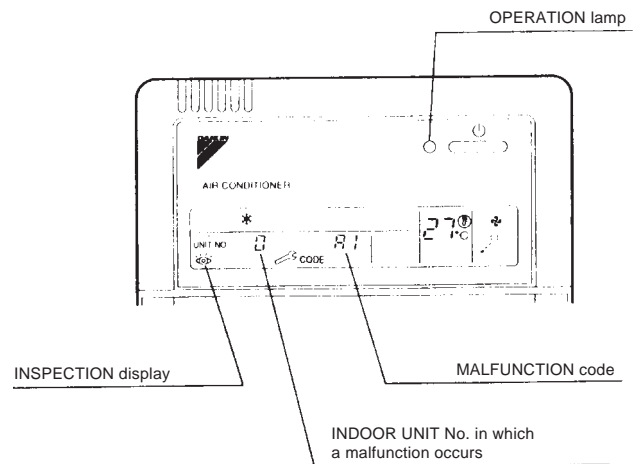 OPERATION lamp
DAIKIN
AIR CONDITIONER
27°C
UNIT NO 0 CODE A1
INSPECTION display
MALFUNCTION code
INDOOR UNIT No. in which
a malfunction occurs